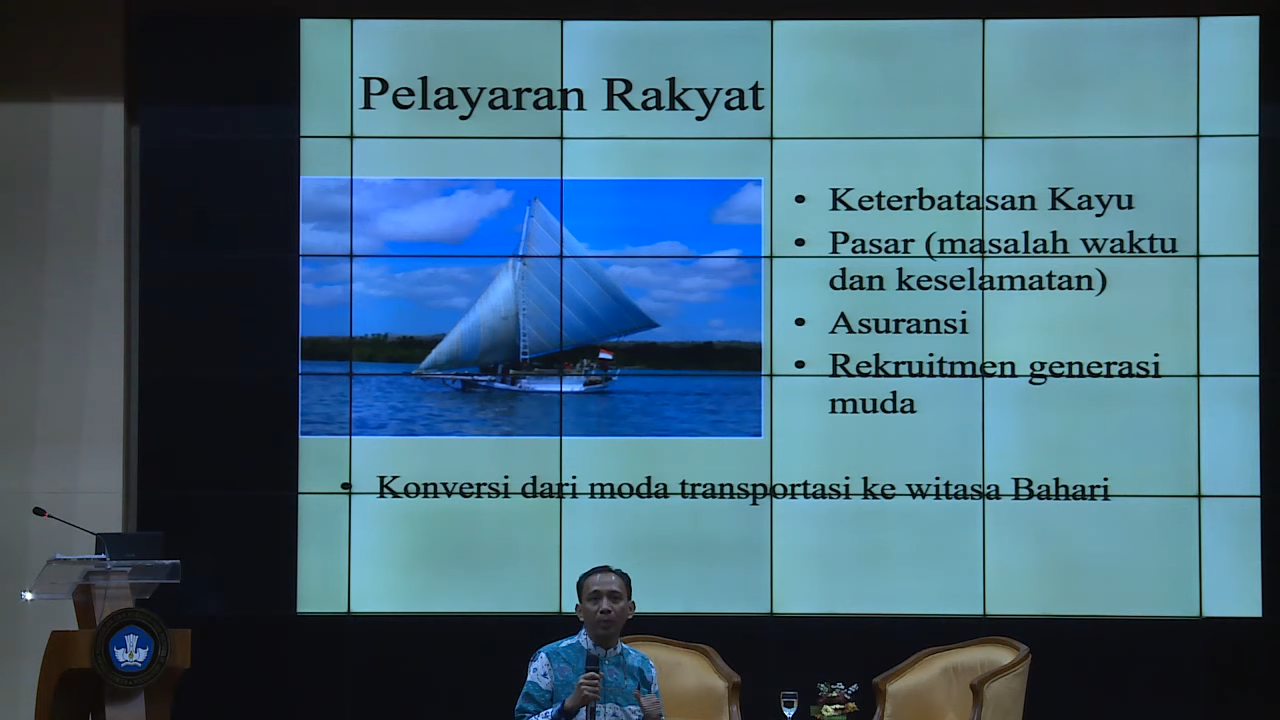 Pelayaran Rakyat
• Keterbatasan Kayu
• Pasar (masalah waktu
dan keselamatan)
• Asuransi
• Rekruitmen generasi
muda
• Konversi dari moda transportasi ke witasa Bahari